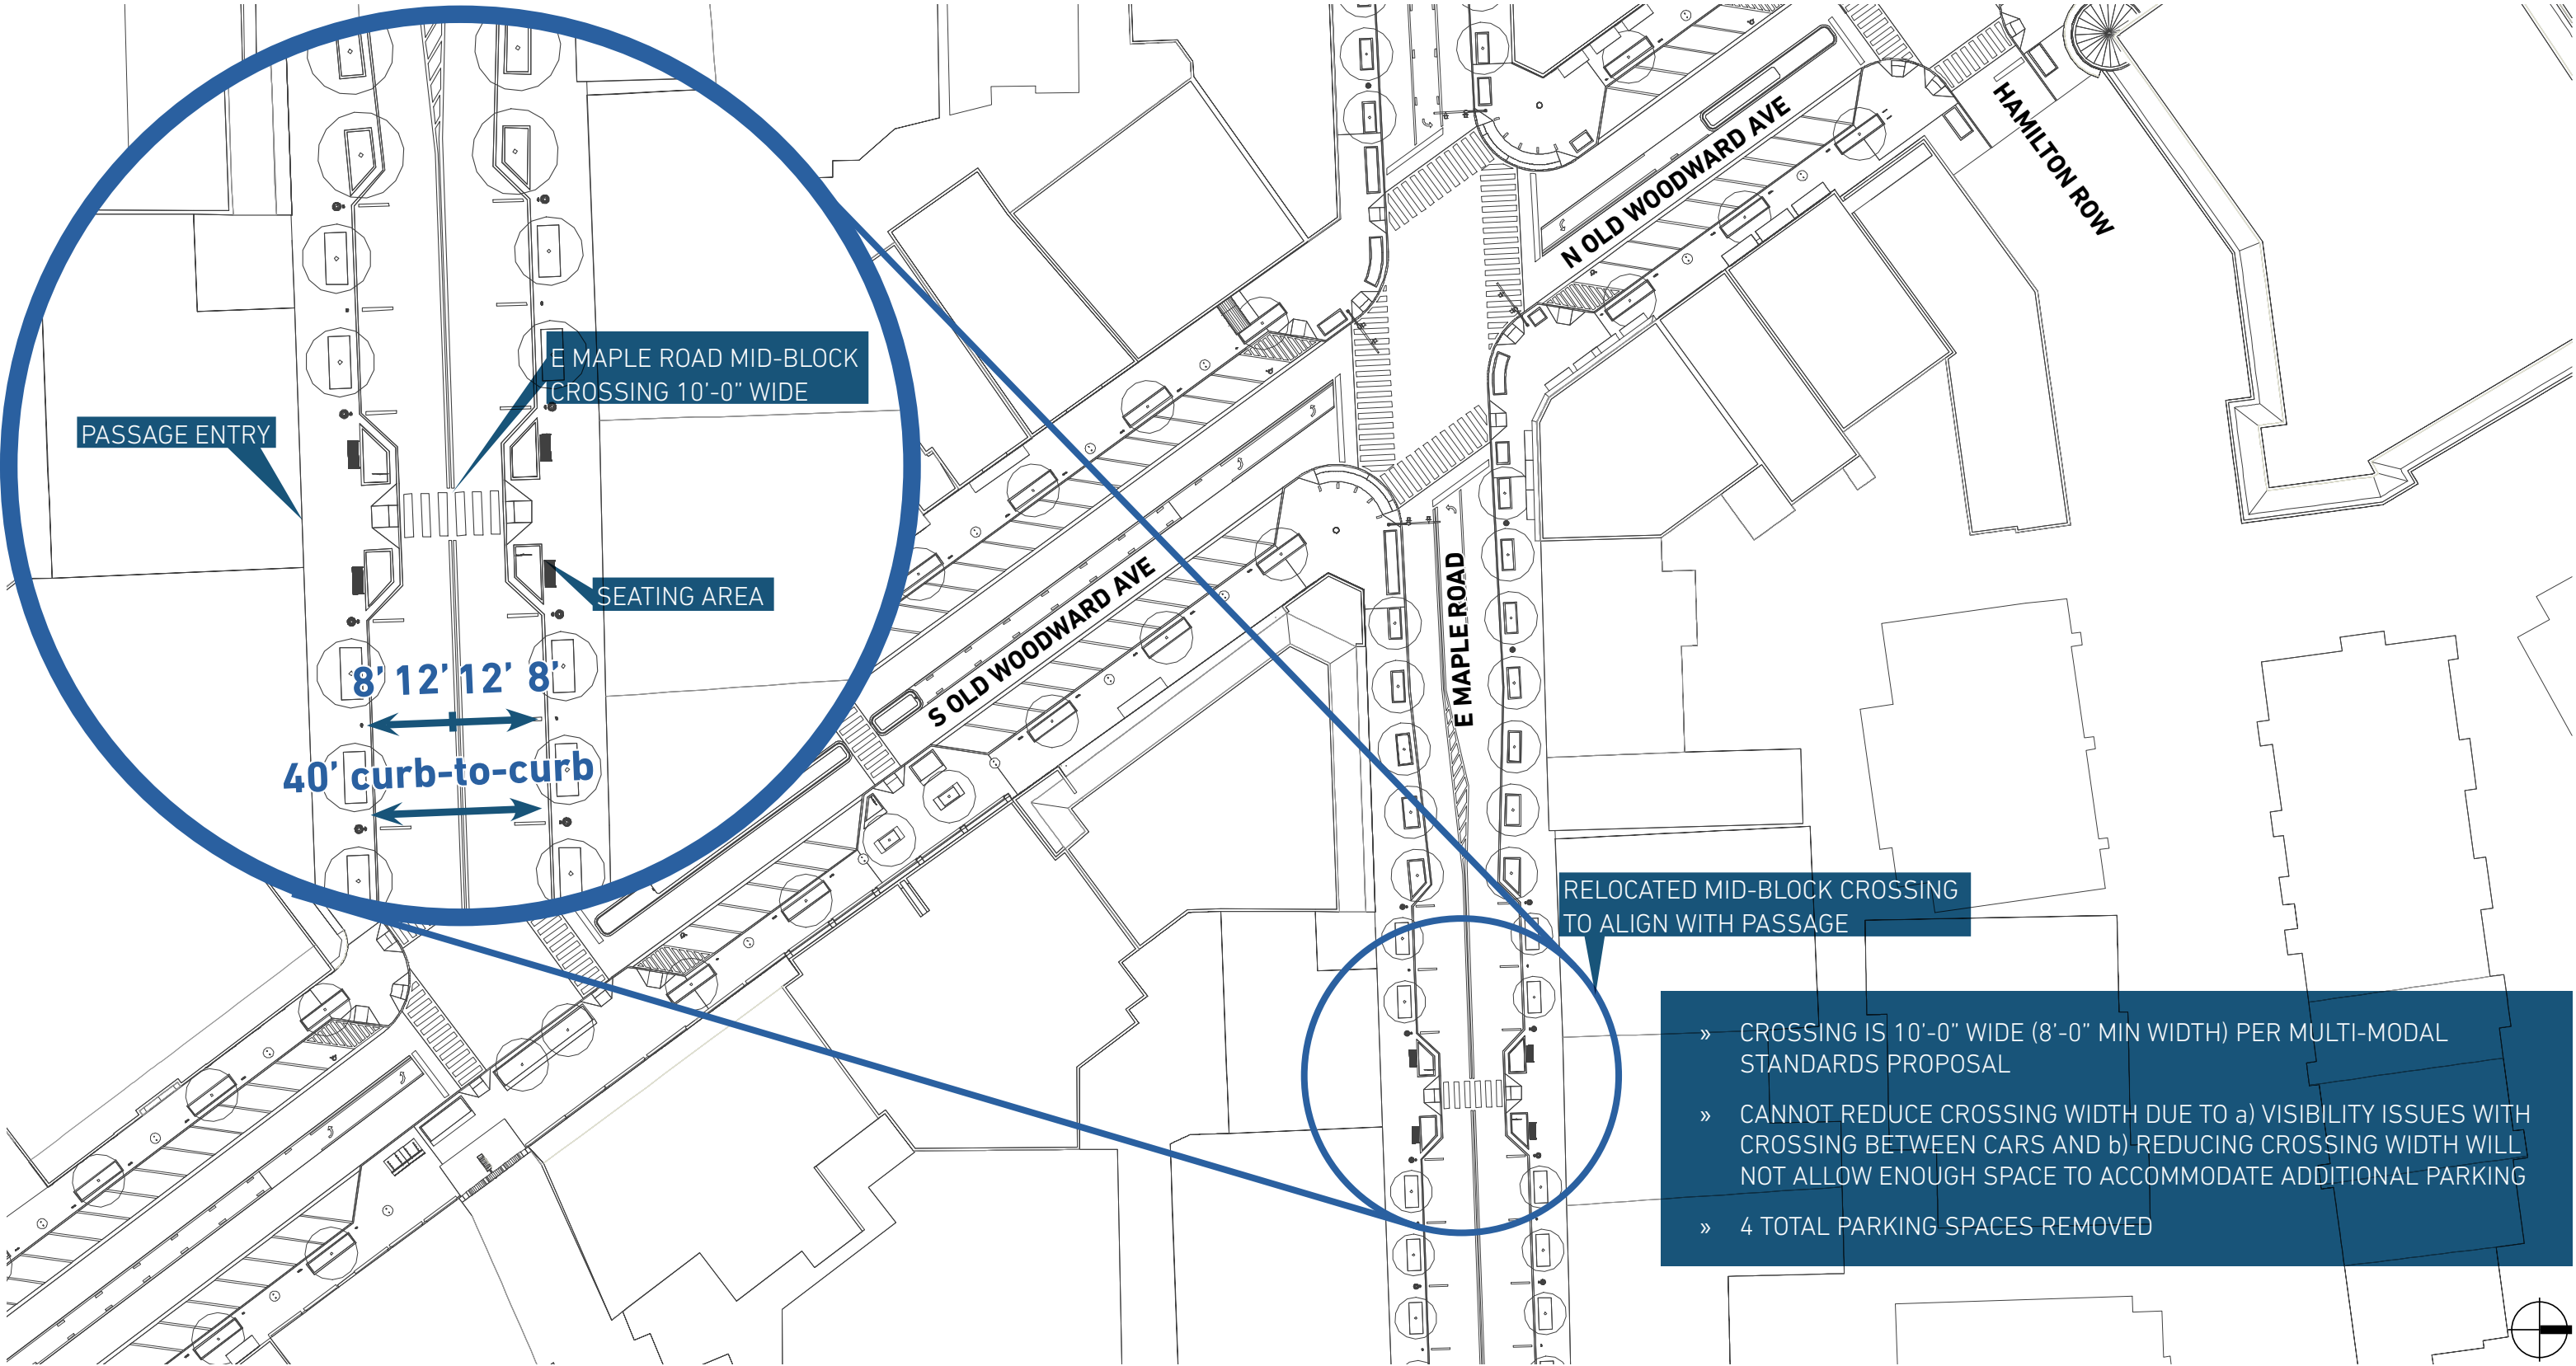 HAMILTON ROW
N OLD WOODWARD AVE
E MAPLE ROAD MID-BLOCK
CROSSING 10’-0” WIDE
PASSAGE ENTRY
SEATING AREA
S OLD WOODWARD AVE
E MAPLE ROAD
8’ 12’ 12’ 8’
40’ curb-to-curb
RELOCATED MID-BLOCK CROSSING
TO ALIGN WITH PASSAGE
» CROSSING IS 10’-0” WIDE (8’-0” MIN WIDTH) PER MULTI-MODAL
STANDARDS PROPOSAL
» CANNOT REDUCE CROSSING WIDTH DUE TO a) VISIBILITY ISSUES WITH
CROSSING BETWEEN CARS AND b) REDUCING CROSSING WIDTH WILL
NOT ALLOW ENOUGH SPACE TO ACCOMMODATE ADDITIONAL PARKING
» 4 TOTAL PARKING SPACES REMOVED